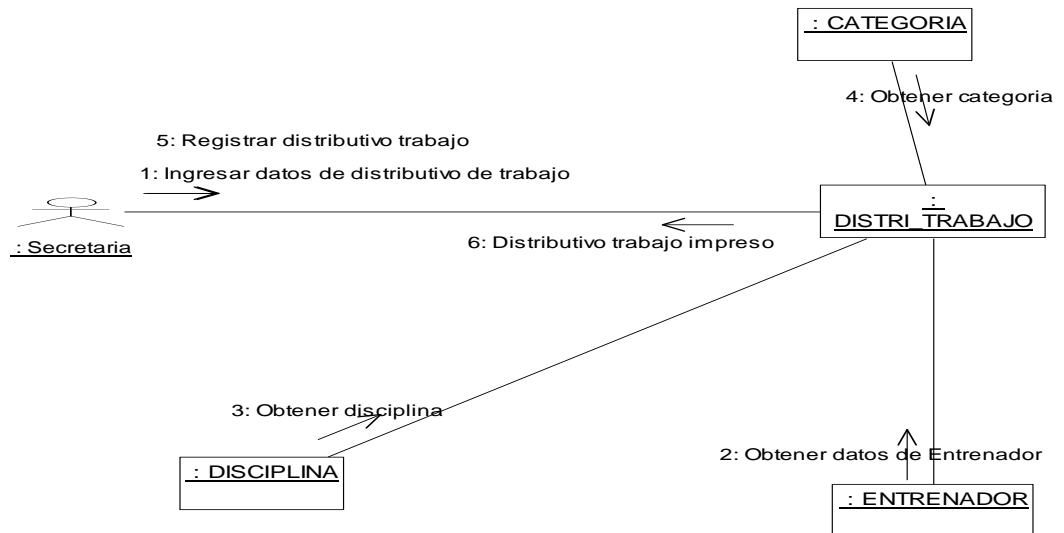 : CATEGORIA
4: Obtener categoria
5: Registrar distributivo trabajo
1: Ingresar datos de distributivo de trabajo
:
DISTRI_TRABAJO
6: Distributivo trabajo impreso
: Secretaria
3: Obtener disciplina
2: Obtener datos de Entrenador
: DISCIPLINA
: ENTRENADOR